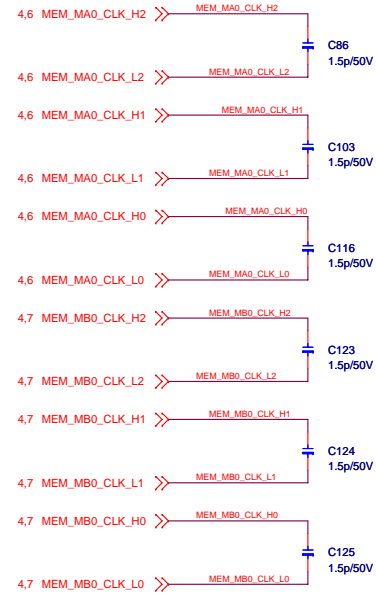 4,6 MEM_MA0_CLK_H2 MEM_MA0_CLK_H2
C86
1.5p/50V
4,6 MEM_MA0_CLK_L2 MEM_MA0_CLK_L2
4,6 MEM_MA0_CLK_H1 MEM_MA0_CLK_H1
C103
1.5p/50V
4,6 MEM_MA0_CLK_L1 MEM_MA0_CLK_L1
4,6 MEM_MA0_CLK_H0 MEM_MA0_CLK_H0
C116
1.5p/50V
4,6 MEM_MA0_CLK_L0 MEM_MA0_CLK_L0
4,7 MEM_MB0_CLK_H2 MEM_MB0_CLK_H2
C123
1.5p/50V
4,7 MEM_MB0_CLK_L2 MEM_MB0_CLK_L2
4,7 MEM_MB0_CLK_H1 MEM_MB0_CLK_H1
C124
1.5p/50V
4,7 MEM_MB0_CLK_L1 MEM_MB0_CLK_L1
4,7 MEM_MB0_CLK_H0 MEM_MB0_CLK_H0
C125
1.5p/50V
4,7 MEM_MB0_CLK_L0 MEM_MB0_CLK_L0